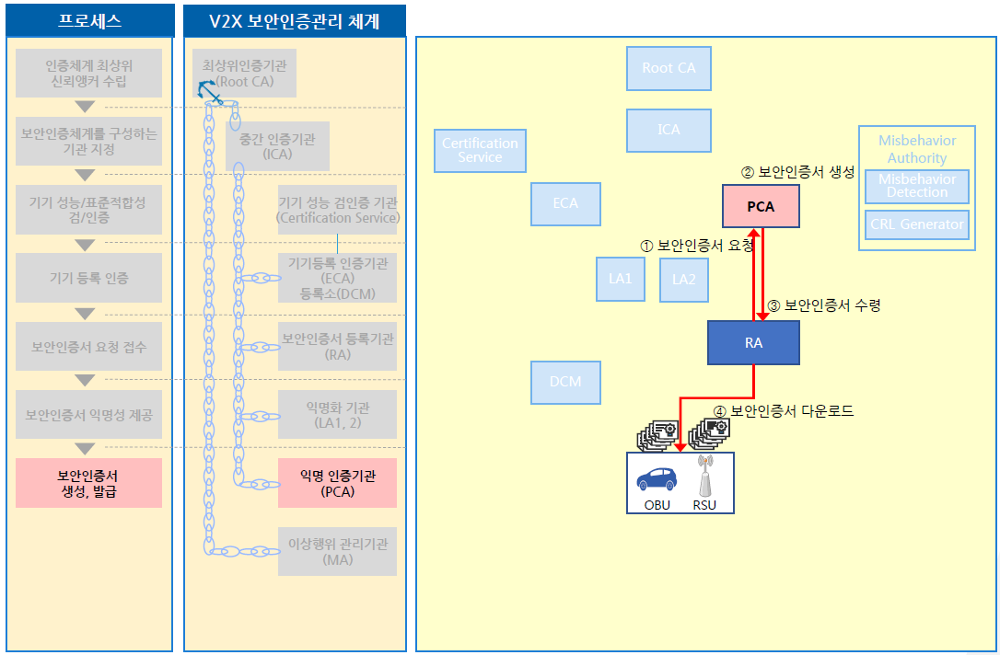 프로세스
인증체계 최상위
신뢰앵커 수립
보안인증체계를 구성하는
기관 지정
기기 성능/표준적합성
검/인증
기기 등록 인증
보안인증서 요청 접수
보안인증서 익명성 제공
보안인증서
생성, 발급
V2X 보안인증관리 체계
최상위인증기관
(Root CA)
중간 인증기관
(ICA)
기기 성능 검인증 기관
(Certification Service)
기기등록 인증기관
(ECA)
등록소(DCM)
보안인증서 등록기관
(RA)
익명화 기관
(LA1, 2)
익명 인증기관
(PCA)
이상행위 관리기관
(MA)
Root CA
ICA
Certification
Service
Misbehavior
Authority
Misbehavior
Detection
CRL Generator
② 보안인증서 생성
ECA
PCA
① 보안인증서 요청
LA1
LA2
③ 보안인증서 수령
RA
DCM
④ 보안인증서 다운로드
OBU
RSU